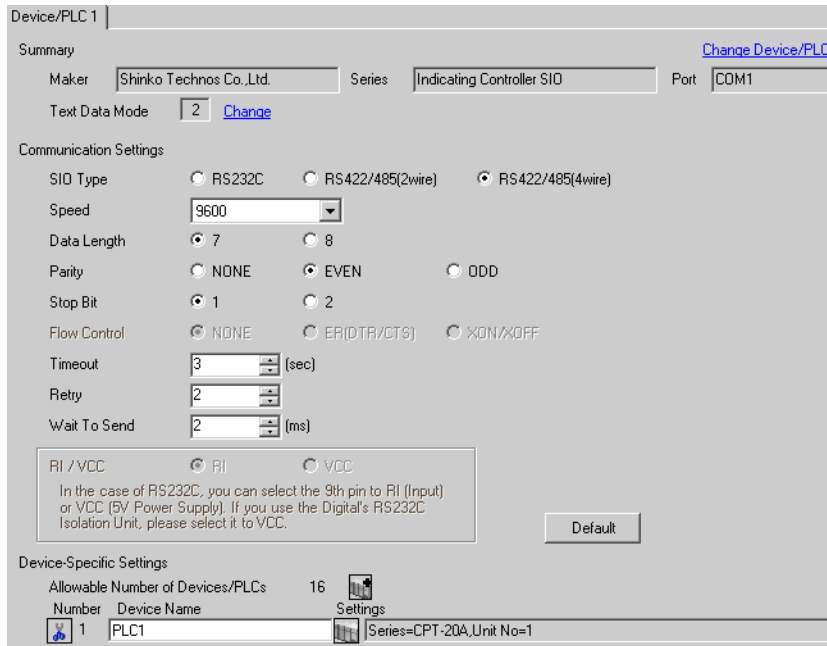 Device/PLC 1
Summary Change Device/PLC
Maker Shinko Technos Co.,Ltd. Series Indicating Controller SIO Port COM1
Text Data Mode 2 Change
Communication Settings
SIO Type RS232C RS422/485(2wire) RS422/485(4wire)
Speed 9600
Data Length 7 8
Parity NONE EVEN ODD
Stop Bit 1 2
Flow Control NONE ER(DTR/CTS) XON/XOFF
Timeout 3 (sec)
Retry 2
Wait To Send 2 (ms)
RI / VCC RI VCC
In the case of RS232C, you can select the 9th pin to RI (Input)
or VCC (5V Power Supply). If you use the Digital's RS232C
Isolation Unit, please select it to VCC.
Default
Device-Specific Settings
Allowable Number of Devices/PLCs 16
Number Device Name Settings
1 PLC1 Series=CPT-20A,Unit No=1